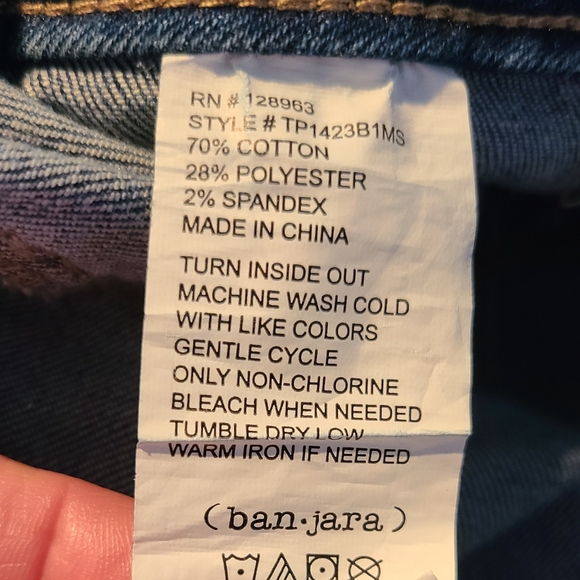 RN # 128963
STYLE # TP1423B1MS
70% COTTON
28% POLYESTER
2% SPANDEX
MADE IN CHINA
TURN INSIDE OUT
MACHINE WASH COLD
WITH LIKE COLORS
GENTLE CYCLE
ONLY NON-CHLORINE
BLEACH WHEN NEEDED
TUMBLE DRY LOW
WARM IRON IF NEEDED
(ban·jara)